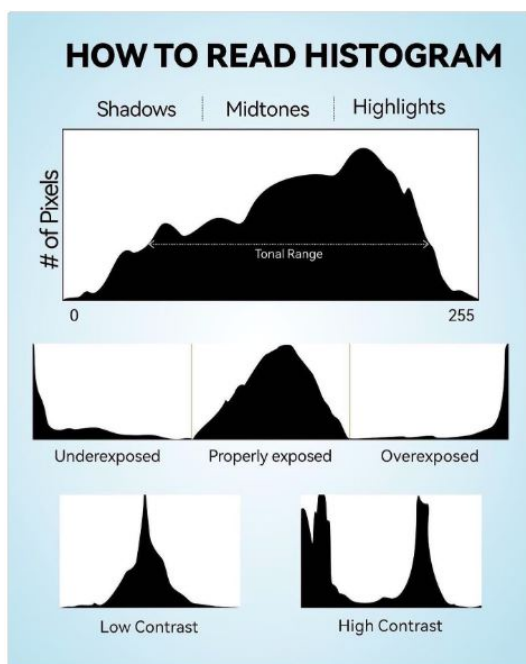 HOW TO READ HISTOGRAM
Shadows Midtones Highlights
# of Pixels
Tonal Range
0 255
Underexposed Properly exposed Overexposed
Low Contrast High Contrast